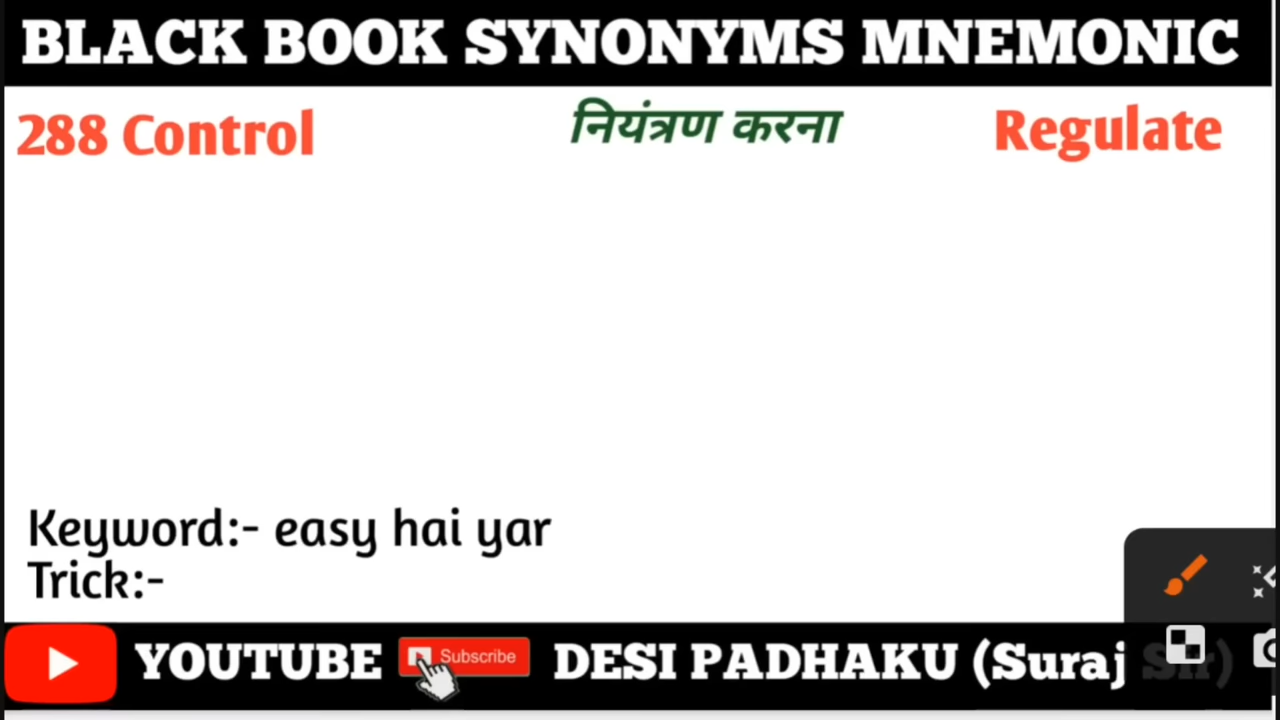 BLACK BOOK SYNONYMS MNEMONIC
288 Control नियंत्रण करना Regulate
Keyword:- easy hai yar
Trick:-
YOUTUBE Subscribe DESI PADHAKU (Suraj Sir)